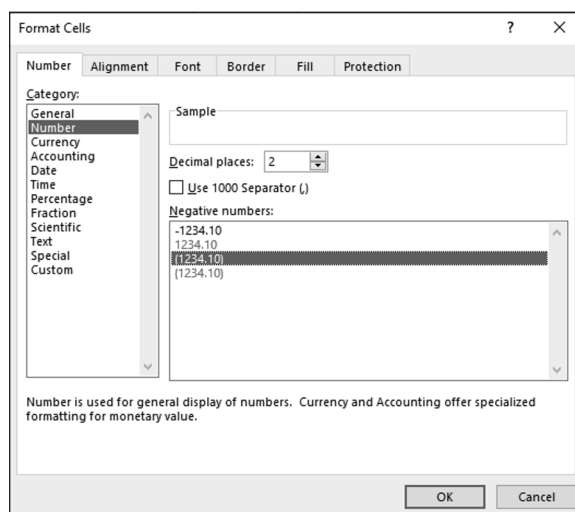 Format Cells ? ×
Number Alignment Font Border Fill Protection
Category:
General
Number
Currency
Accounting
Date
Time
Percentage
Fraction
Scientific
Text
Special
Custom
Sample
Decimal places: 2
Use 1000 Separator (,)
Negative numbers:
-1234.10
1234.10
(1234.10)
(1234.10)
Number is used for general display of numbers. Currency and Accounting offer specialized
formatting for monetary value.
OK Cancel